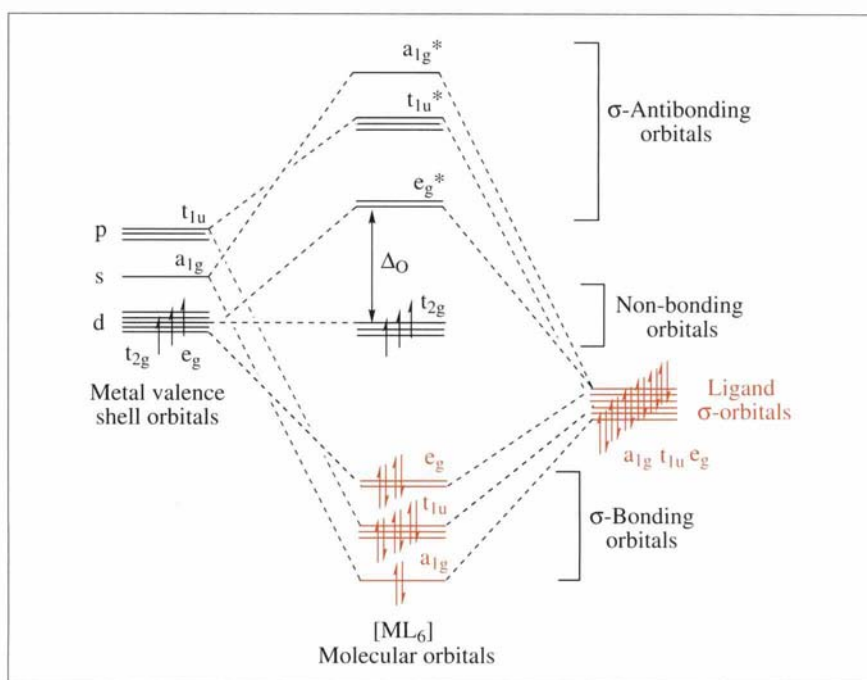 a1g*
t1u*
σ-Antibonding
orbitals
eg*
t1u
p
a1g
s
ΔO
t2g
Non-bonding
orbitals
d
t2g eg
Metal valence
shell orbitals
Ligand
σ-orbitals
a1g t1u eg
eg
t1u
σ-Bonding
orbitals
a1g
[ML6]
Molecular orbitals